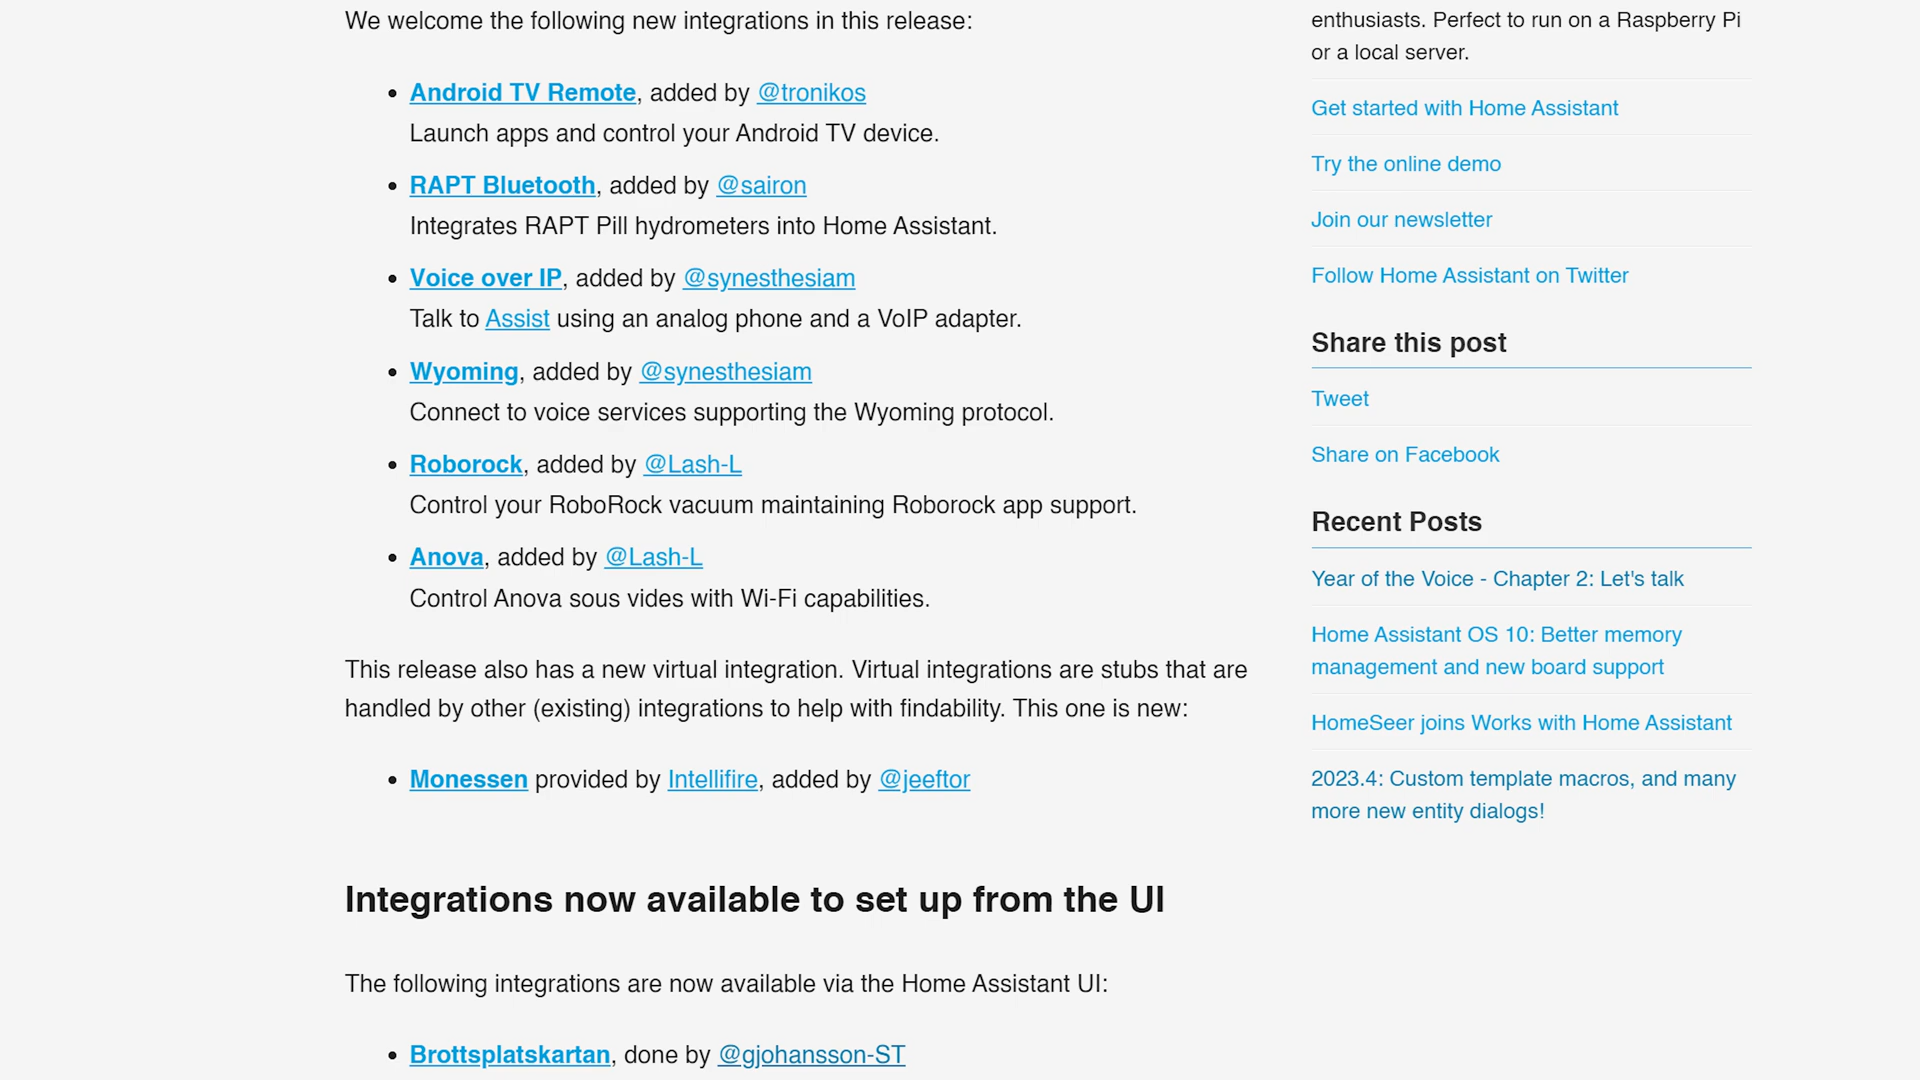 We welcome the following new integrations in this release:
Android TV Remote, added by @tronikos
Launch apps and control your Android TV device.
RAPT Bluetooth, added by @sairon
Integrates RAPT Pill hydrometers into Home Assistant.
Voice over IP, added by @synesthesiam
Talk to Assist using an analog phone and a VoIP adapter.
Wyoming, added by @synesthesiam
Connect to voice services supporting the Wyoming protocol.
Roborock, added by @Lash-L
Control your RoboRock vacuum maintaining Roborock app support.
Anova, added by @Lash-L
Control Anova sous vides with Wi-Fi capabilities.
This release also has a new virtual integration. Virtual integrations are stubs that are
handled by other (existing) integrations to help with findability. This one is new:
Monessen provided by Intellifire, added by @jeeftor
Integrations now available to set up from the UI
The following integrations are now available via the Home Assistant UI:
Brottsplatskartan, done by @gjohansson-ST
enthusiasts. Perfect to run on a Raspberry Pi
or a local server.
Get started with Home Assistant
Try the online demo
Join our newsletter
Follow Home Assistant on Twitter
Share this post
Tweet
Share on Facebook
Recent Posts
Year of the Voice - Chapter 2: Let's talk
Home Assistant OS 10: Better memory
management and new board support
HomeSeer joins Works with Home Assistant
2023.4: Custom template macros, and many
more new entity dialogs!